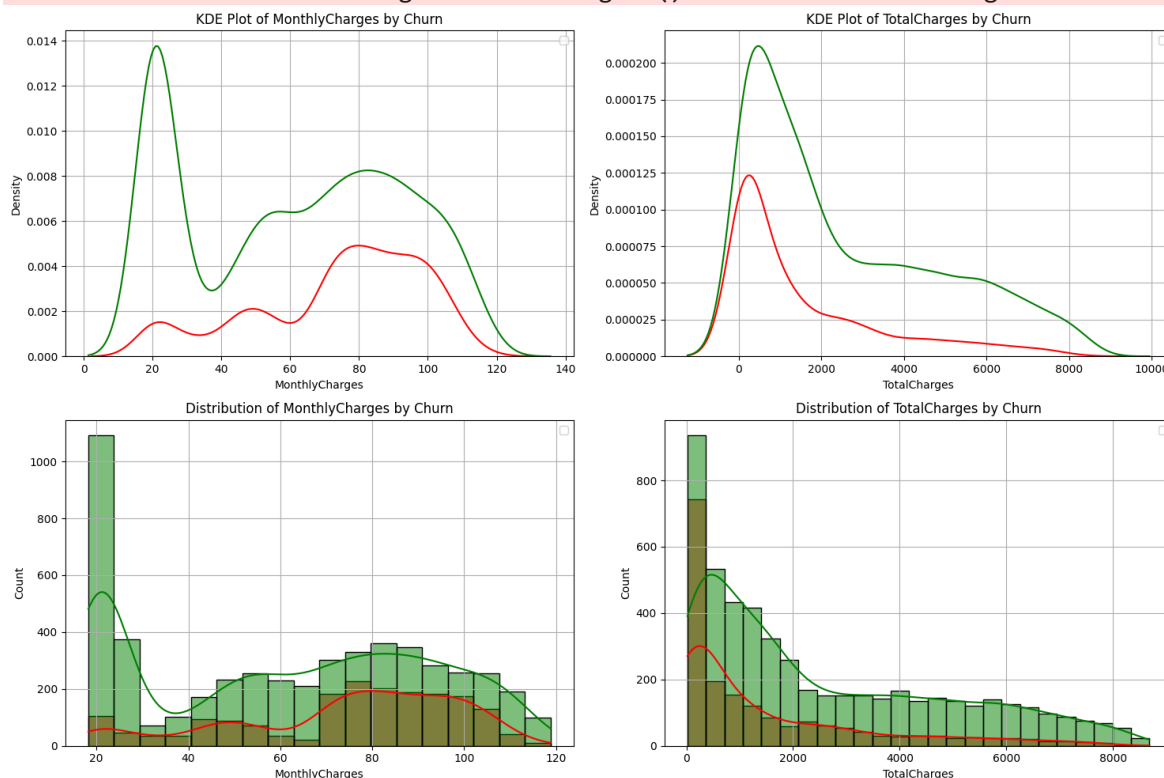 KDE Plot of MonthlyCharges by Churn
0.014
0.012
0.010
0.008
0.006
0.004
0.002
0.000
Density
0 20 40 60 80 100 120 140
MonthlyCharges
KDE Plot of TotalCharges by Churn
0.000200
0.000175
0.000150
0.000125
0.000100
0.000075
0.000050
0.000025
0.000000
Density
0 2000 4000 6000 8000 10000
TotalCharges
Distribution of MonthlyCharges by Churn
1000
800
600
400
200
0
Count
20 40 60 80 100 120
MonthlyCharges
Distribution of TotalCharges by Churn
800
600
400
200
0
Count
0 2000 4000 6000 8000
TotalCharges